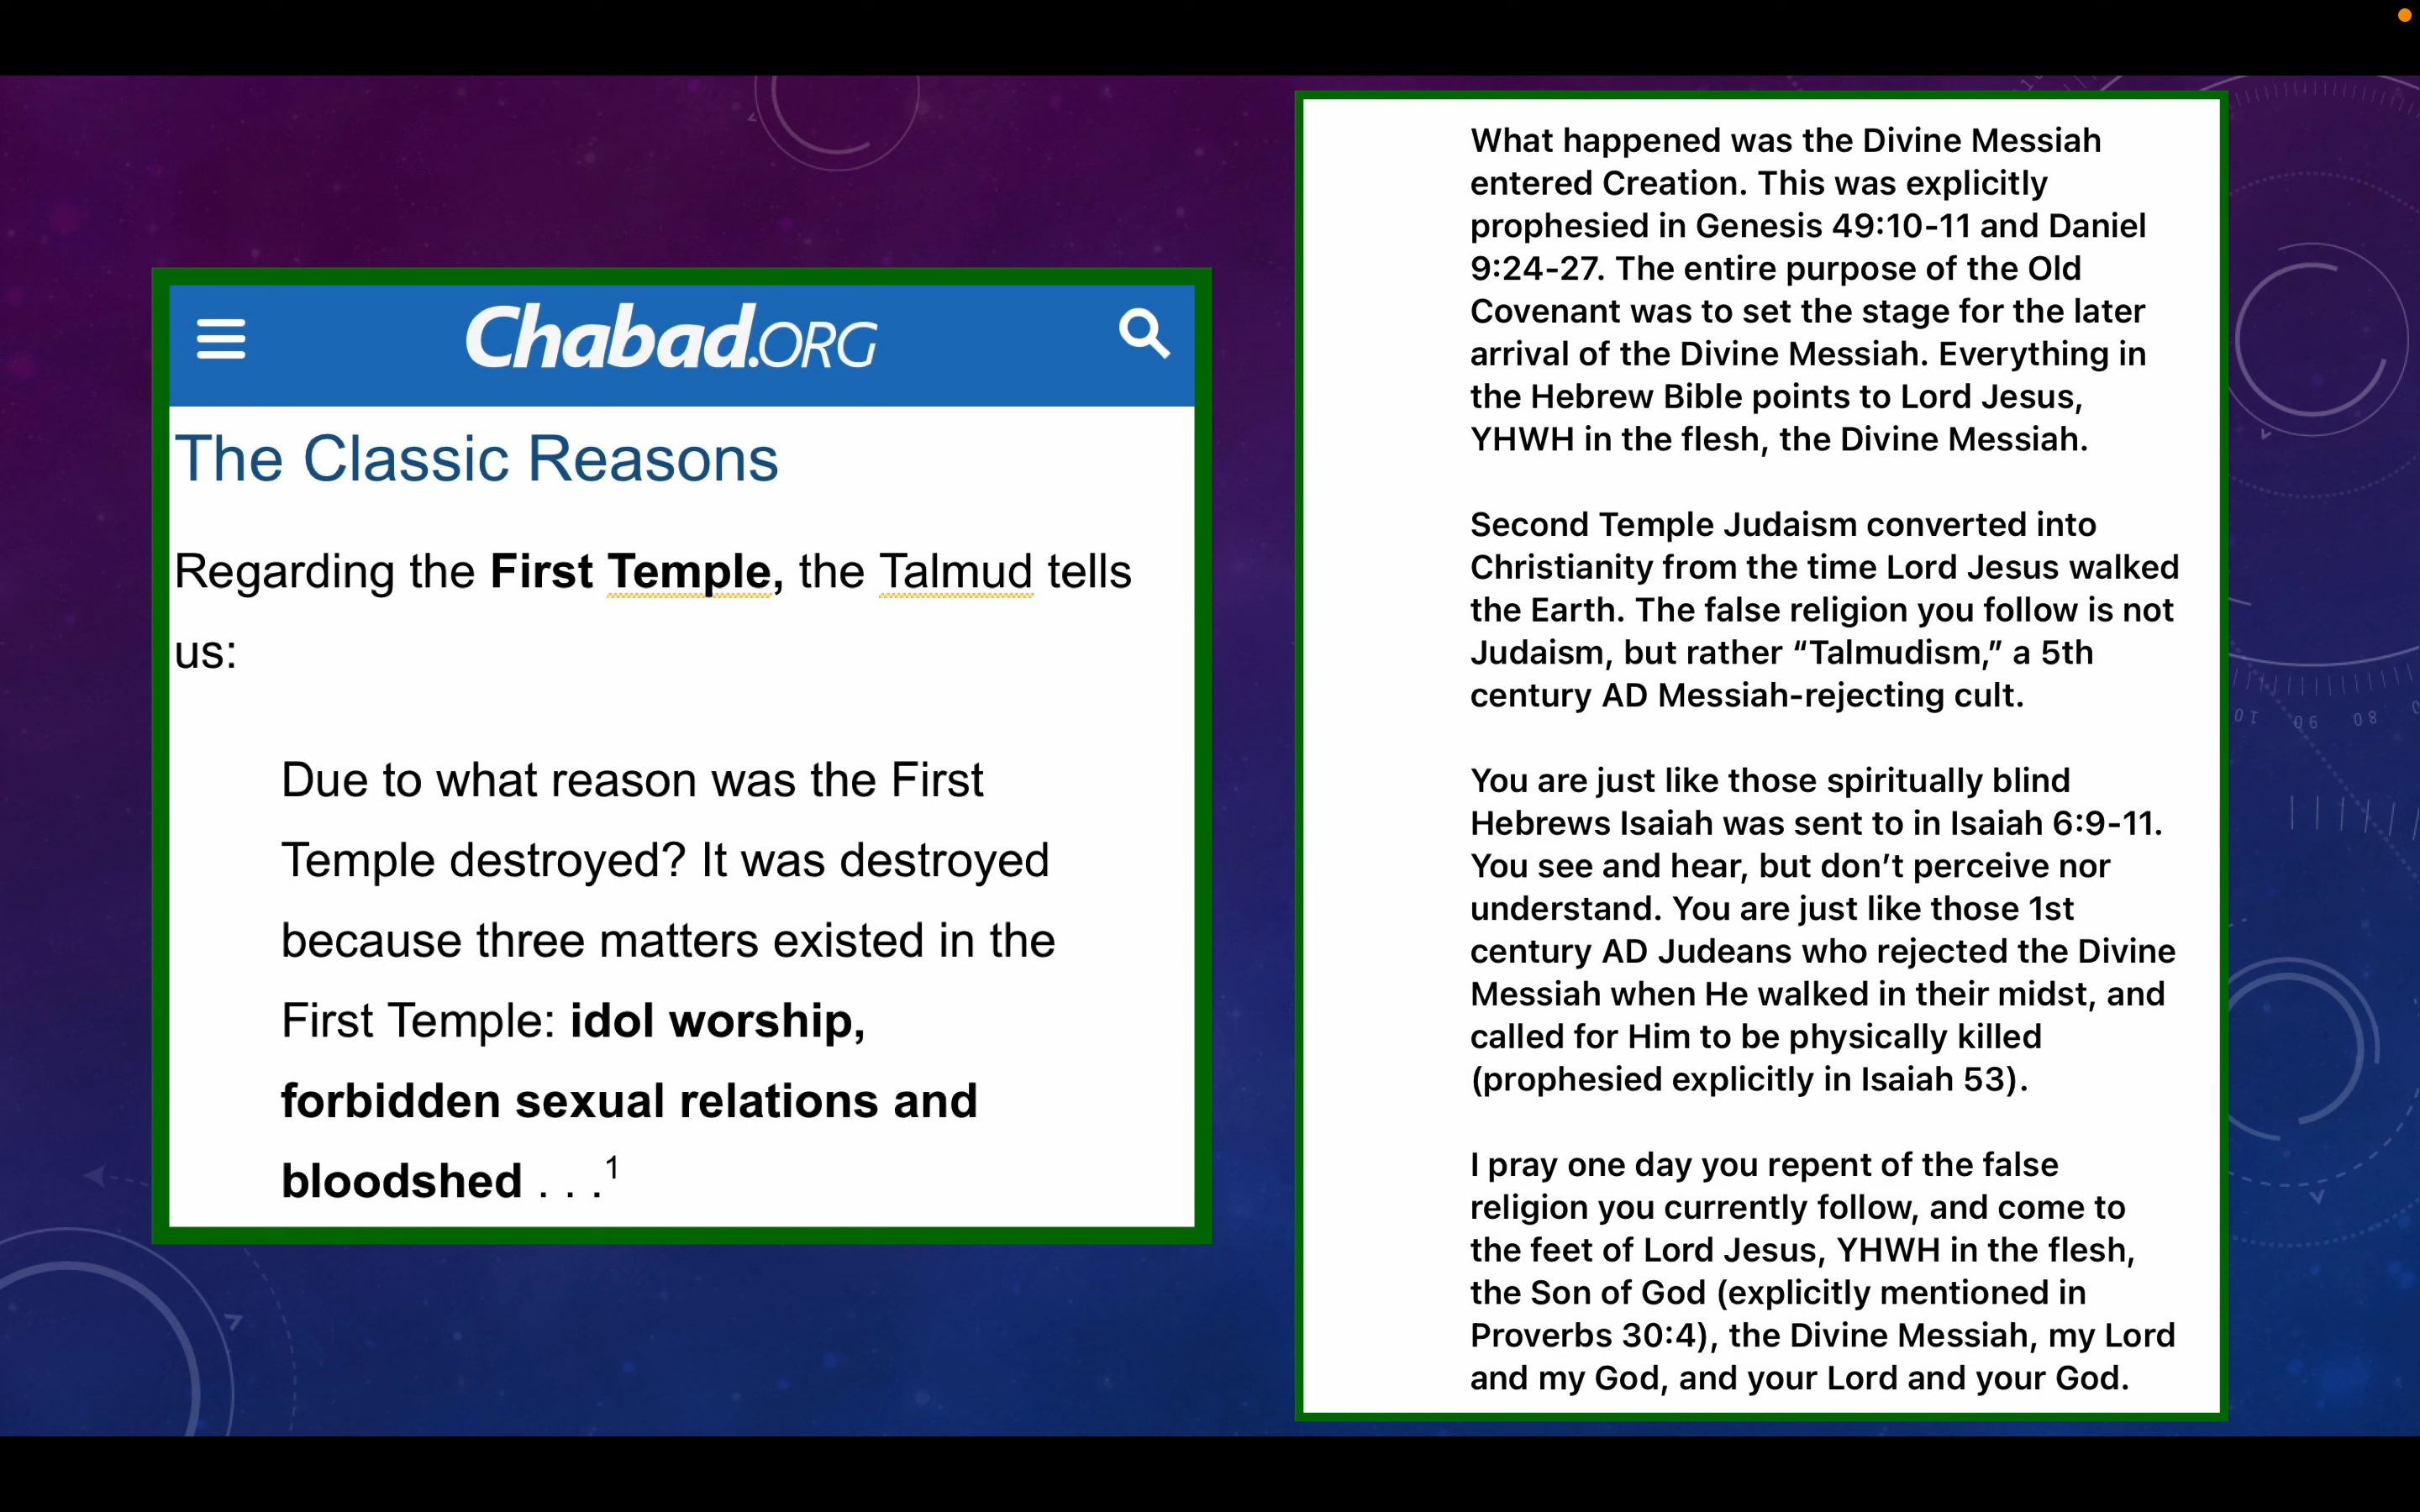 Chabad.ORG
The Classic Reasons
Regarding the First Temple, the Talmud tells
us:
Due to what reason was the First
Temple destroyed? It was destroyed
because three matters existed in the
First Temple: idol worship,
forbidden sexual relations and
bloodshed . . .1
What happened was the Divine Messiah
entered Creation. This was explicitly
prophesied in Genesis 49:10-11 and Daniel
9:24-27. The entire purpose of the Old
Covenant was to set the stage for the later
arrival of the Divine Messiah. Everything in
the Hebrew Bible points to Lord Jesus,
YHWH in the flesh, the Divine Messiah.
Second Temple Judaism converted into
Christianity from the time Lord Jesus walked
the Earth. The false religion you follow is not
Judaism, but rather “Talmudism,” a 5th
century AD Messiah-rejecting cult.
You are just like those spiritually blind
Hebrews Isaiah was sent to in Isaiah 6:9-11.
You see and hear, but don’t perceive nor
understand. You are just like those 1st
century AD Judeans who rejected the Divine
Messiah when He walked in their midst, and
called for Him to be physically killed
(prophesied explicitly in Isaiah 53).
I pray one day you repent of the false
religion you currently follow, and come to
the feet of Lord Jesus, YHWH in the flesh,
the Son of God (explicitly mentioned in
Proverbs 30:4), the Divine Messiah, my Lord
and my God, and your Lord and your God.